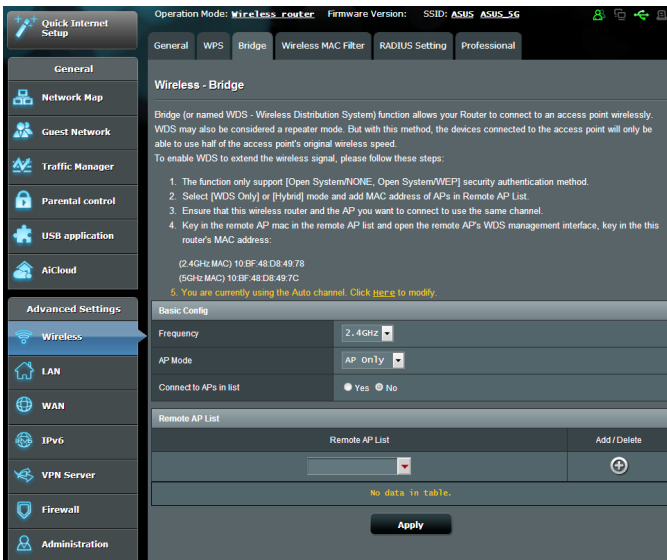 Operation Mode: Wireless router Firmware Version: SSID: ASUS ASUS_5G
Quick Internet
Setup
General WPS Bridge Wireless MAC Filter RADIUS Setting Professional
General
Network Map
Guest Network
Traffic Manager
Parental control
USB application
AiCloud
Advanced Settings
Wireless
LAN
WAN
IPv6
VPN Server
Firewall
Administration
Wireless - Bridge
Bridge (or named WDS - Wireless Distribution System) function allows your Router to connect to an access point wirelessly.
WDS may also be considered a repeater mode. But with this method, the devices connected to the access point will only be
able to use half of the access point's original wireless speed.
To enable WDS to extend the wireless signal, please follow these steps:
1. The function only support [Open System/NONE, Open System/WEP] security authentication method.
2. Select [WDS Only] or [Hybrid] mode and add MAC address of APs in Remote AP List.
3. Ensure that this wireless router and the AP you want to connect to use the same channel.
4. Key in the remote AP mac in the remote AP list and open the remote AP's WDS management interface, key in the this
router's MAC address:
(2.4GHz MAC) 10:BF:48:D8:49:78
(5GHz MAC) 10:BF:48:D8:49:7C
5. You are currently using the Auto channel. Click Here to modify.
Basic Config
Frequency 2.4GHz
AP Mode AP Only
Connect to APs in list Yes No
Remote AP List
Remote AP List Add / Delete
No data in table.
Apply